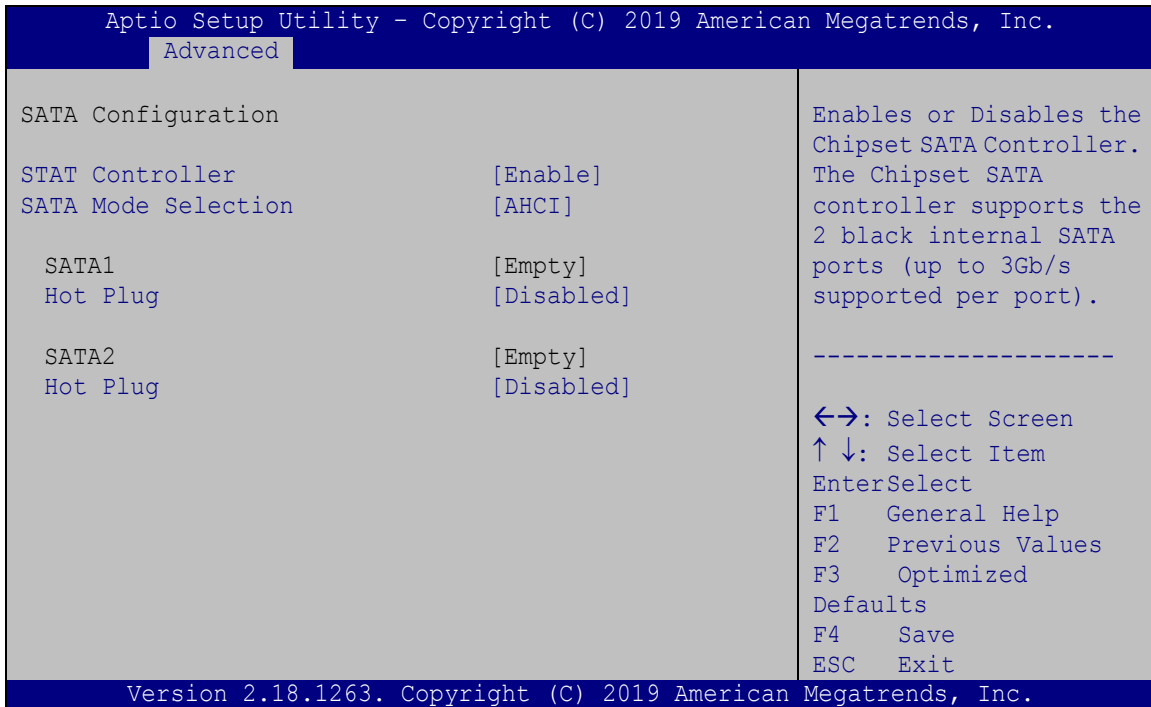 Aptio Setup Utility – Copyright (C) 2019 American Megatrends, Inc.
Advanced
SATA Configuration
STAT Controller [Enable]
SATA Mode Selection [AHCI]
SATA1 [Empty]
Hot Plug [Disabled]
SATA2 [Empty]
Hot Plug [Disabled]
Enables or Disables the
Chipset SATA Controller.
The Chipset SATA
controller supports the
2 black internal SATA
ports (up to 3Gb/s
supported per port).
---------------------
←→: Select Screen
↑ ↓: Select Item
EnterSelect
F1 General Help
F2 Previous Values
F3 Optimized
Defaults
F4 Save
ESC Exit
Version 2.18.1263. Copyright (C) 2019 American Megatrends, Inc.